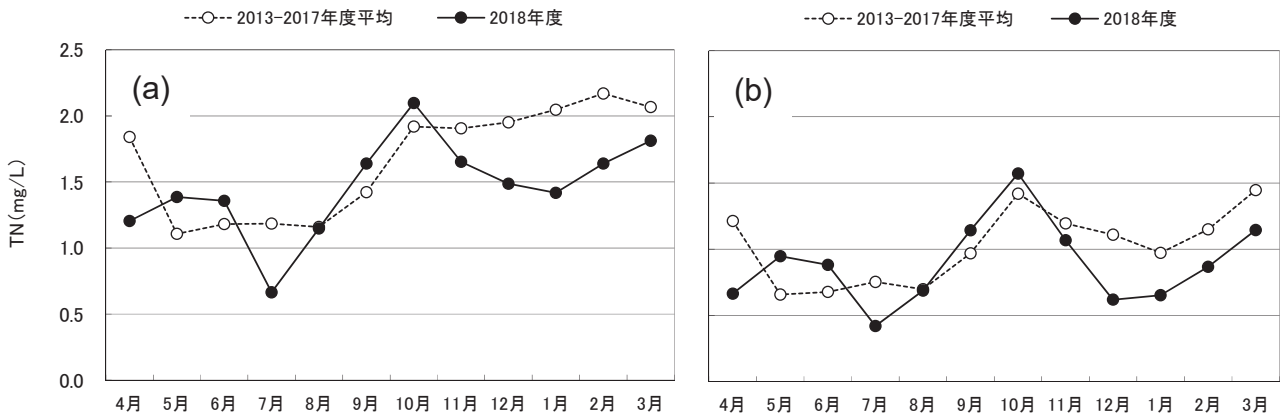 2013-2017年度平均 2018年度 2013-2017年度平均 2018年度
2.5
2.0
1.5
1.0
0.5
0.0
TN(mg/L)
(a)
(b)
4月 5月 6月 7月 8月 9月 10月 11月 12月 1月 2月 3月
4月 5月 6月 7月 8月 9月 10月 11月 12月 1月 2月 3月